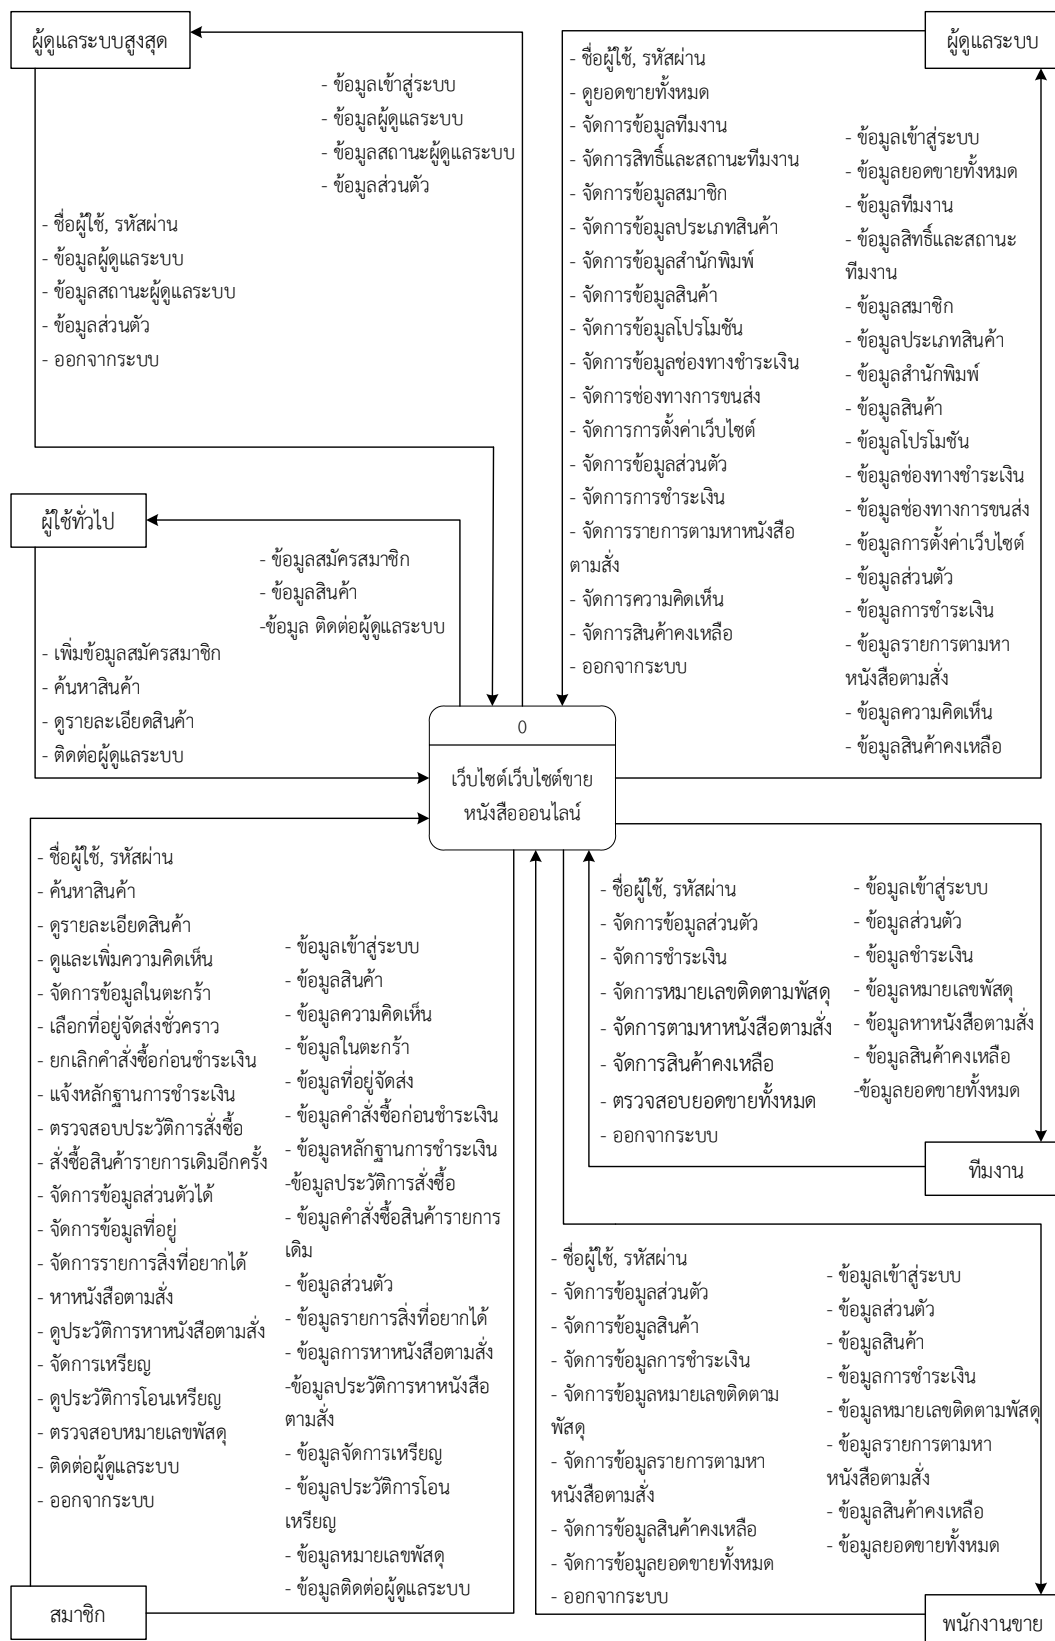 ผู้ดูแลระบบสูงสุด
- ข้อมูลเข้าสู่ระบบ
- ข้อมูลผู้ดูแลระบบ
- ข้อมูลสถานะผู้ดูแลระบบ
- ข้อมูลส่วนตัว
- ชื่อผู้ใช้, รหัสผ่าน
- ข้อมูลผู้ดูแลระบบ
- ข้อมูลสถานะผู้ดูแลระบบ
- ข้อมูลส่วนตัว
- ออกจากระบบ
ผู้ดูแลระบบ
- ชื่อผู้ใช้, รหัสผ่าน
- ดูยอดขายทั้งหมด
- จัดการข้อมูลทีมงาน
- จัดการสิทธิ์และสถานะทีมงาน
- จัดการข้อมูลสมาชิก
- จัดการข้อมูลประเภทสินค้า
- จัดการข้อมูลสำนักพิมพ์
- จัดการข้อมูลสินค้า
- จัดการข้อมูลโปรโมชัน
- จัดการข้อมูลช่องทางชำระเงิน
- จัดการช่องทางการขนส่ง
- จัดการการตั้งค่าเว็บไซต์
- จัดการข้อมูลส่วนตัว
- จัดการการชำระเงิน
- จัดการรายการตามหาหนังสือ
ตามสั่ง
- จัดการความคิดเห็น
- จัดการสินค้าคงเหลือ
- ออกจากระบบ
- ข้อมูลเข้าสู่ระบบ
- ข้อมูลยอดขายทั้งหมด
- ข้อมูลทีมงาน
- ข้อมูลสิทธิ์และสถานะ
ทีมงาน
- ข้อมูลสมาชิก
- ข้อมูลประเภทสินค้า
- ข้อมูลสำนักพิมพ์
- ข้อมูลสินค้า
- ข้อมูลโปรโมชัน
- ข้อมูลช่องทางชำระเงิน
- ข้อมูลช่องทางการขนส่ง
- ข้อมูลการตั้งค่าเว็บไซต์
- ข้อมูลส่วนตัว
- ข้อมูลการชำระเงิน
- ข้อมูลรายการตามหา
หนังสือตามสั่ง
- ข้อมูลความคิดเห็น
- ข้อมูลสินค้าคงเหลือ
ผู้ใช้ทั่วไป
- ข้อมูลสมัครสมาชิก
- ข้อมูลสินค้า
-ข้อมูล ติดต่อผู้ดูแลระบบ
- เพิ่มข้อมูลสมัครสมาชิก
- ค้นหาสินค้า
- ดูรายละเอียดสินค้า
- ติดต่อผู้ดูแลระบบ
0
เว็บไซต์เว็บไซต์ขาย
หนังสือออนไลน์
- ชื่อผู้ใช้, รหัสผ่าน
- ค้นหาสินค้า
- ดูรายละเอียดสินค้า
- ดูและเพิ่มความคิดเห็น
- จัดการข้อมูลในตะกร้า
- เลือกที่อยู่จัดส่งชั่วคราว
- ยกเลิกคำสั่งซื้อก่อนชำระเงิน
- แจ้งหลักฐานการชำระเงิน
- ตรวจสอบประวัติการสั่งซื้อ
- สั่งซื้อสินค้ารายการเดิมอีกครั้ง
- จัดการข้อมูลส่วนตัวได้
- จัดการข้อมูลที่อยู่
- จัดการรายการสิ่งที่อยากได้
- หาหนังสือตามสั่ง
- ดูประวัติการหาหนังสือตามสั่ง
- จัดการเหรียญ
- ดูประวัติการโอนเหรียญ
- ตรวจสอบหมายเลขพัสดุ
- ติดต่อผู้ดูแลระบบ
- ออกจากระบบ
- ข้อมูลเข้าสู่ระบบ
- ข้อมูลสินค้า
- ข้อมูลความคิดเห็น
- ข้อมูลในตะกร้า
- ข้อมูลที่อยู่จัดส่ง
- ข้อมูลคำสั่งซื้อก่อนชำระเงิน
- ข้อมูลหลักฐานการชำระเงิน
-ข้อมูลประวัติการสั่งซื้อ
- ข้อมูลคำสั่งซื้อสินค้ารายการ
เดิม
- ข้อมูลส่วนตัว
- ข้อมูลรายการสิ่งที่อยากได้
- ข้อมูลการหาหนังสือตามสั่ง
-ข้อมูลประวัติการหาหนังสือ
ตามสั่ง
- ข้อมูลจัดการเหรียญ
- ข้อมูลประวัติการโอน
เหรียญ
- ข้อมูลหมายเลขพัสดุ
- ข้อมูลติดต่อผู้ดูแลระบบ
สมาชิก
- ชื่อผู้ใช้, รหัสผ่าน
- จัดการข้อมูลส่วนตัว
- จัดการชำระเงิน
- จัดการหมายเลขติดตามพัสดุ
- จัดการตามหาหนังสือตามสั่ง
- จัดการสินค้าคงเหลือ
- ตรวจสอบยอดขายทั้งหมด
- ออกจากระบบ
- ข้อมูลเข้าสู่ระบบ
- ข้อมูลส่วนตัว
- ข้อมูลชำระเงิน
- ข้อมูลหมายเลขพัสดุ
- ข้อมูลหาหนังสือตามสั่ง
- ข้อมูลสินค้าคงเหลือ
-ข้อมูลยอดขายทั้งหมด
ทีมงาน
- ชื่อผู้ใช้, รหัสผ่าน
- จัดการข้อมูลส่วนตัว
- จัดการข้อมูลสินค้า
- จัดการข้อมูลการชำระเงิน
- จัดการข้อมูลหมายเลขติดตาม
พัสดุ
- จัดการข้อมูลรายการตามหา
หนังสือตามสั่ง
- จัดการข้อมูลสินค้าคงเหลือ
- จัดการข้อมูลยอดขายทั้งหมด
- ออกจากระบบ
- ข้อมูลเข้าสู่ระบบ
- ข้อมูลส่วนตัว
- ข้อมูลสินค้า
- ข้อมูลการชำระเงิน
- ข้อมูลหมายเลขติดตามพัสดุ
- ข้อมูลรายการตามหา
หนังสือตามสั่ง
- ข้อมูลสินค้าคงเหลือ
- ข้อมูลยอดขายทั้งหมด
พนักงานขาย